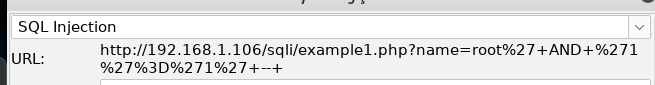 SQL Injection
URL:
http://192.168.1.106/sqli/example1.php?name=root%27+AND+%271
%27%3D%271%27+--+